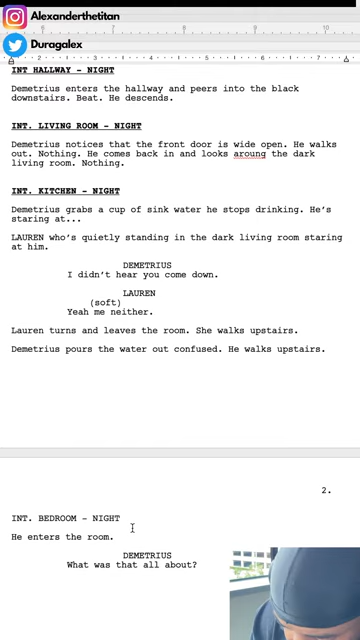 Alexanderthetitan
6 7 8 9 10
Duragalex
INT HALLWAY - NIGHT
Demetrius enters the hallway and peers into the black
downstairs. Beat. He descends.
INT. LIVING ROOM - NIGHT
Demetrius notices that the front door is wide open. He walks
out. Nothing. He comes back in and looks aroung the dark
living room. Nothing.
INT. KITCHEN - NIGHT
Demetrius grabs a cup of sink water he stops drinking. He's
staring at...
LAUREN who's quietly standing in the dark living room staring
at him.
DEMETRIUS
I didn't hear you come down.
LAUREN
(soft)
Yeah me neither.
Lauren turns and leaves the room. She walks upstairs.
Demetrius pours the water out confused. He walks upstairs.
2.
INT. BEDROOM - NIGHT
He enters the room.
DEMETRIUS
What was that all about?